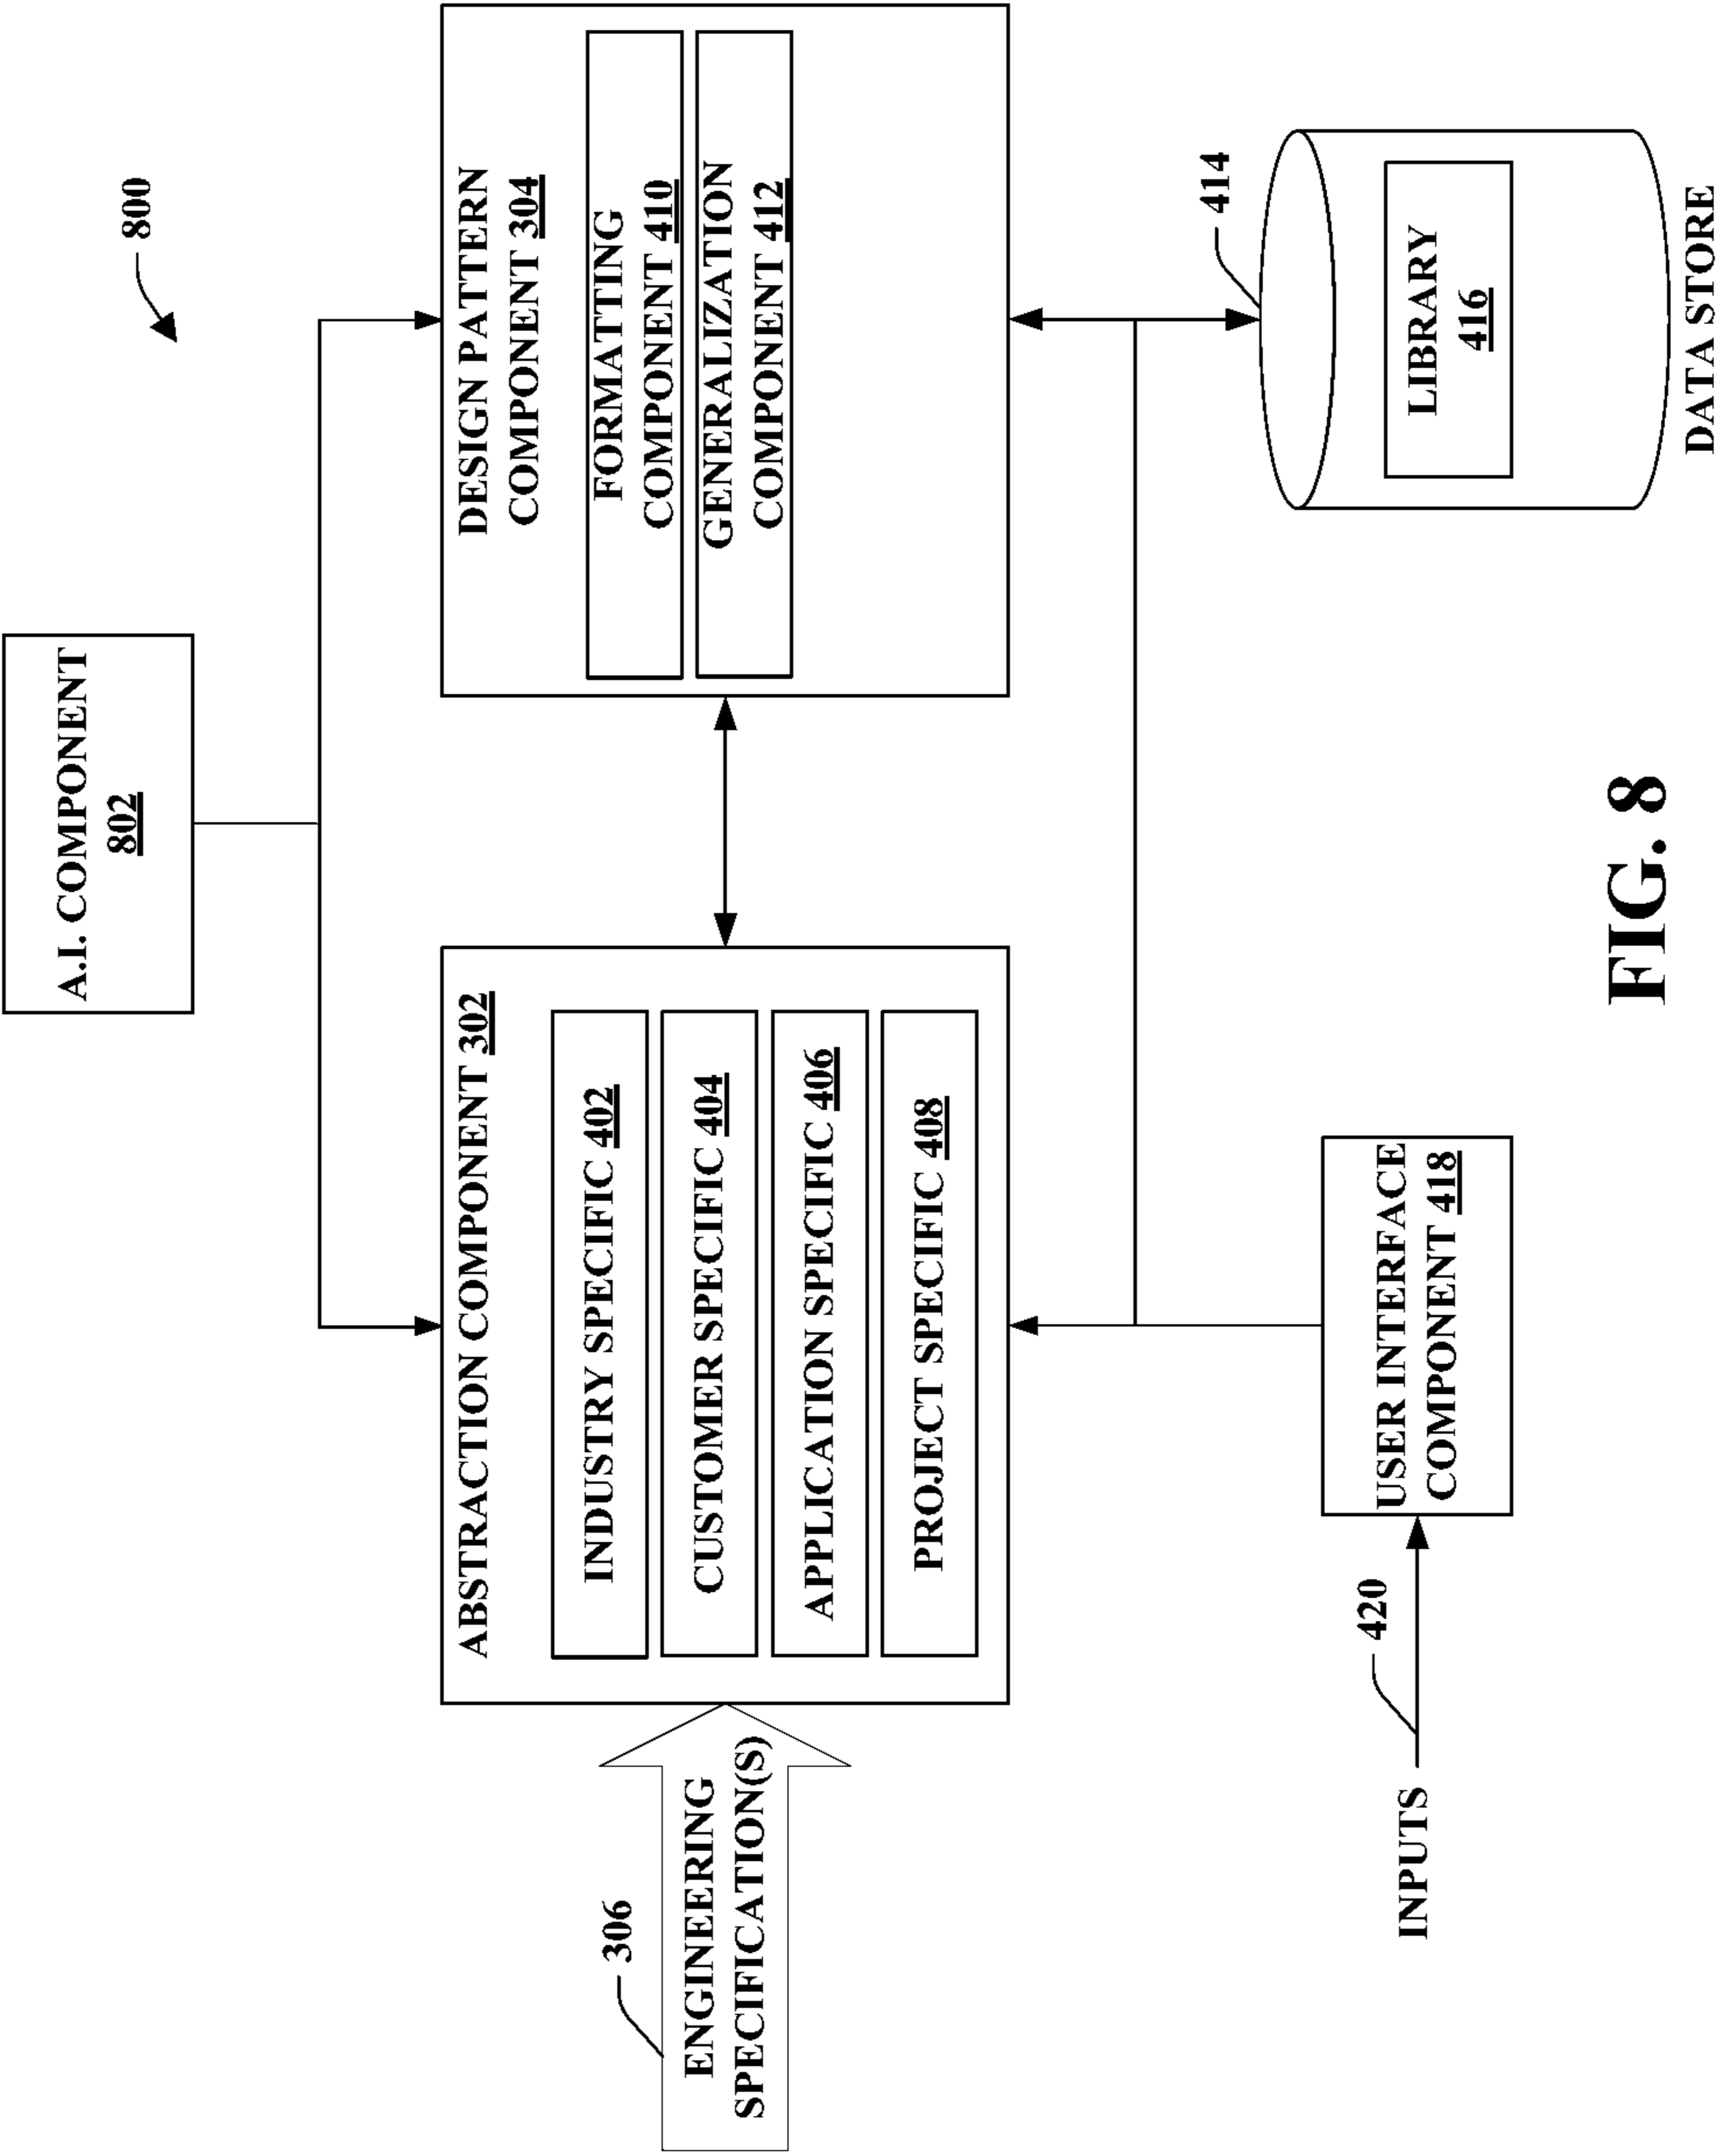 800
A.I. COMPONENT
802
306
ENGINEERING
SPECIFICATION(S)
ABSTRACTION COMPONENT 302
INDUSTRY SPECIFIC 402
CUSTOMER SPECIFIC 404
APPLICATION SPECIFIC 406
PROJECT SPECIFIC 408
DESIGN PATTERN
COMPONENT 304
FORMATTING
COMPONENT 410
GENERALIZATION
COMPONENT 412
420
INPUTS
USER INTERFACE
COMPONENT 418
414
LIBRARY
416
DATA STORE
FIG. 8